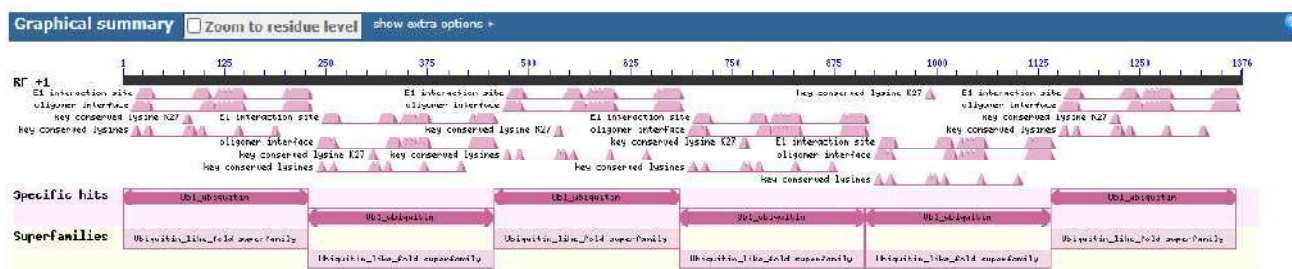 Graphical summary Zoom to residue level show extra options »
1 125 250 375 500 625 750 875 1000 1125 1250 1376
RF +1
E1 interaction site E1 interaction site key conserved lysine K27 E1 interaction site
oligomer interface oligomer interface oligomer interface
key conserved lysine K27 E1 interaction site E1 interaction site key conserved lysine K27
key conserved lysines key conserved lysine K27 oligomer interface key conserved lysines
oligomer interface key conserved lysine K27 E1 interaction site
key conserved lysine K27 key conserved lysines key conserved lysines oligomer interface
key conserved lysines key conserved lysines
Specific hits Ubl_ubiquitin Ubl_ubiquitin Ubl_ubiquitin
Ubl_ubiquitin Ubl_ubiquitin Ubl_ubiquitin
Superfamilies Ubiquitin_like_fold superfamily Ubiquitin_like_fold superfamily Ubiquitin_like_fold superfamily
Ubiquitin_like_fold superfamily Ubiquitin_like_fold superfamily Ubiquitin_like_fold superfamily